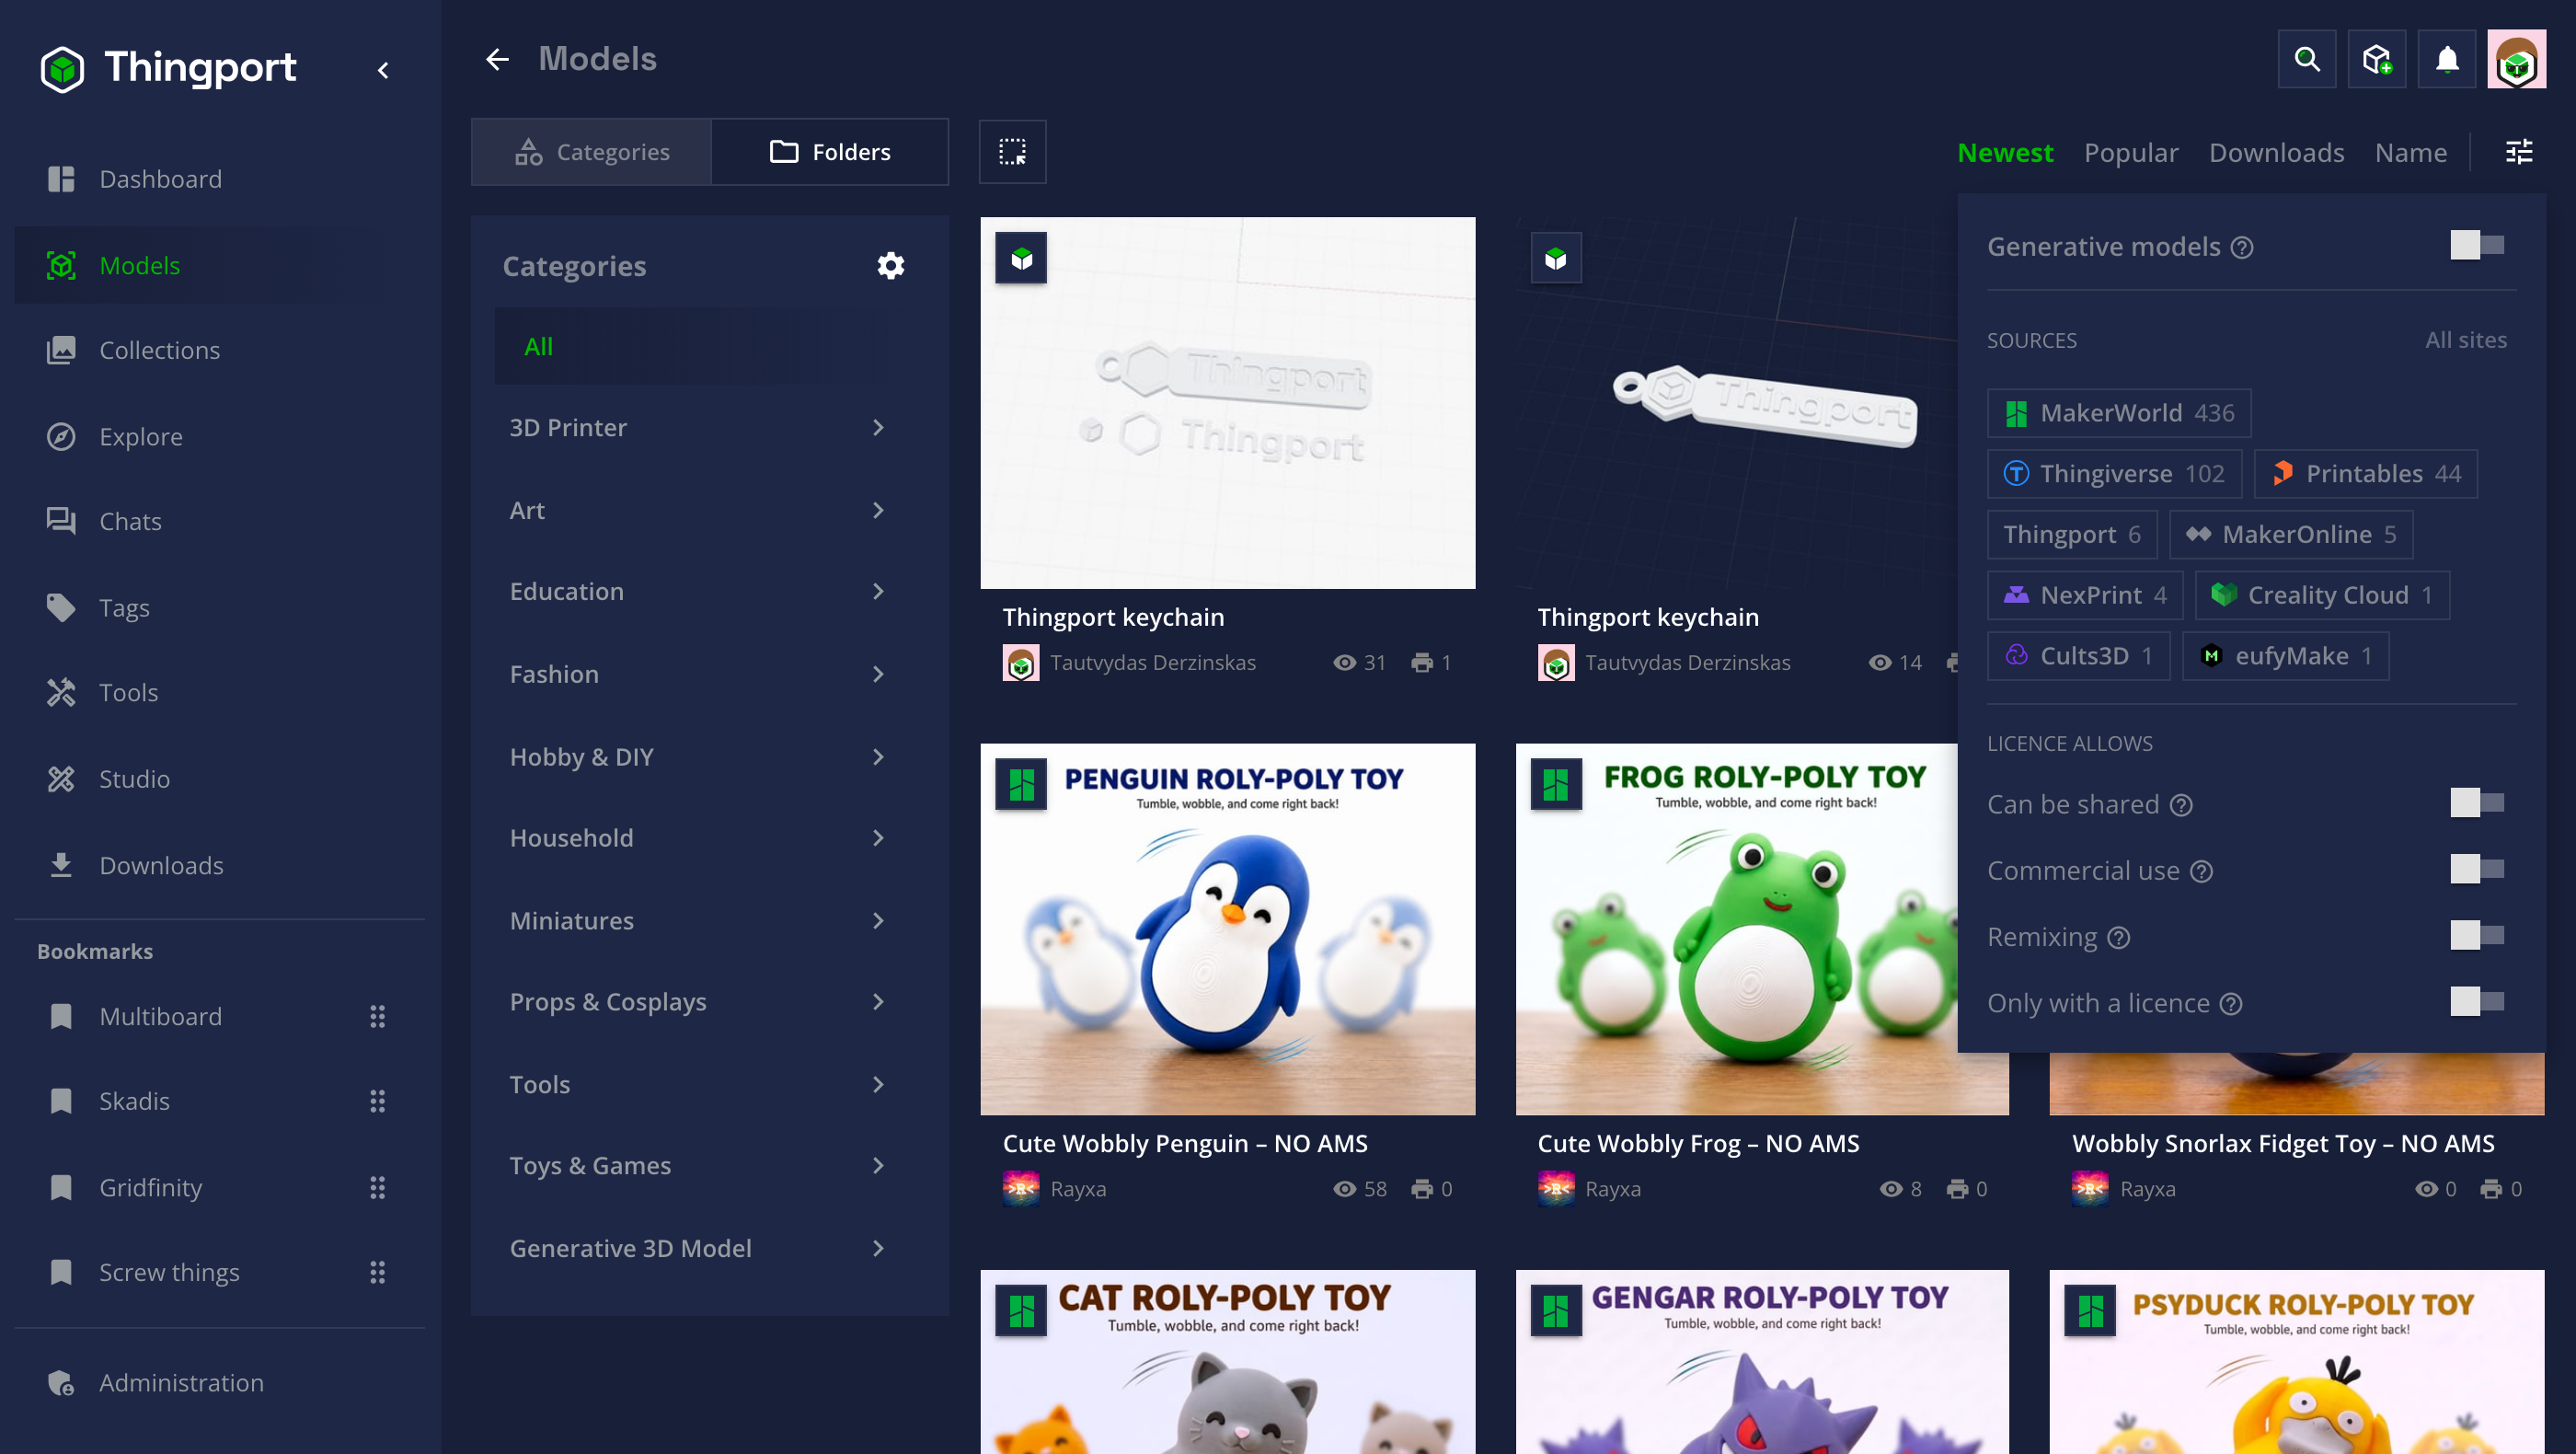 Thingport
Dashboard
Models
Collections
Explore
Chats
Tags
Tools
Studio
Downloads
Bookmarks
Multiboard
Skadis
Gridfinity
Screw things
Administration
Models
Categories
Folders
Newest
Popular
Downloads
Name
Categories
All
3D Printer
Art
Education
Fashion
Hobby & DIY
Household
Miniatures
Props & Cosplays
Tools
Toys & Games
Generative 3D Model
Thingport
Thingport
Thingport keychain
Tautvydas Derzinskas 31 1
Thingport
Thingport keychain
Tautvydas Derzinskas 14
Generative models
SOURCES All sites
MakerWorld 436
Thingiverse 102 Printables 44
Thingport 6 MakerOnline 5
NexPrint 4 Creality Cloud 1
Cults3D 1 eufyMake 1
LICENCE ALLOWS
Can be shared
Commercial use
Remixing
Only with a licence
PENGUIN ROLY-POLY TOY
Tumble, wobble, and come right back!
Cute Wobbly Penguin – NO AMS
>R< Rayxa 58 0
FROG ROLY-POLY TOY
Tumble, wobble, and come right back!
Cute Wobbly Frog – NO AMS
>R< Rayxa 8 0
Wobbly Snorlax Fidget Toy – NO AMS
>R< Rayxa 0 0
CAT ROLY-POLY TOY
Tumble, wobble, and come right back!
GENGAR ROLY-POLY TOY
Tumble, wobble, and come right back!
PSYDUCK ROLY-POLY TOY
Tumble, wobble, and come right back!